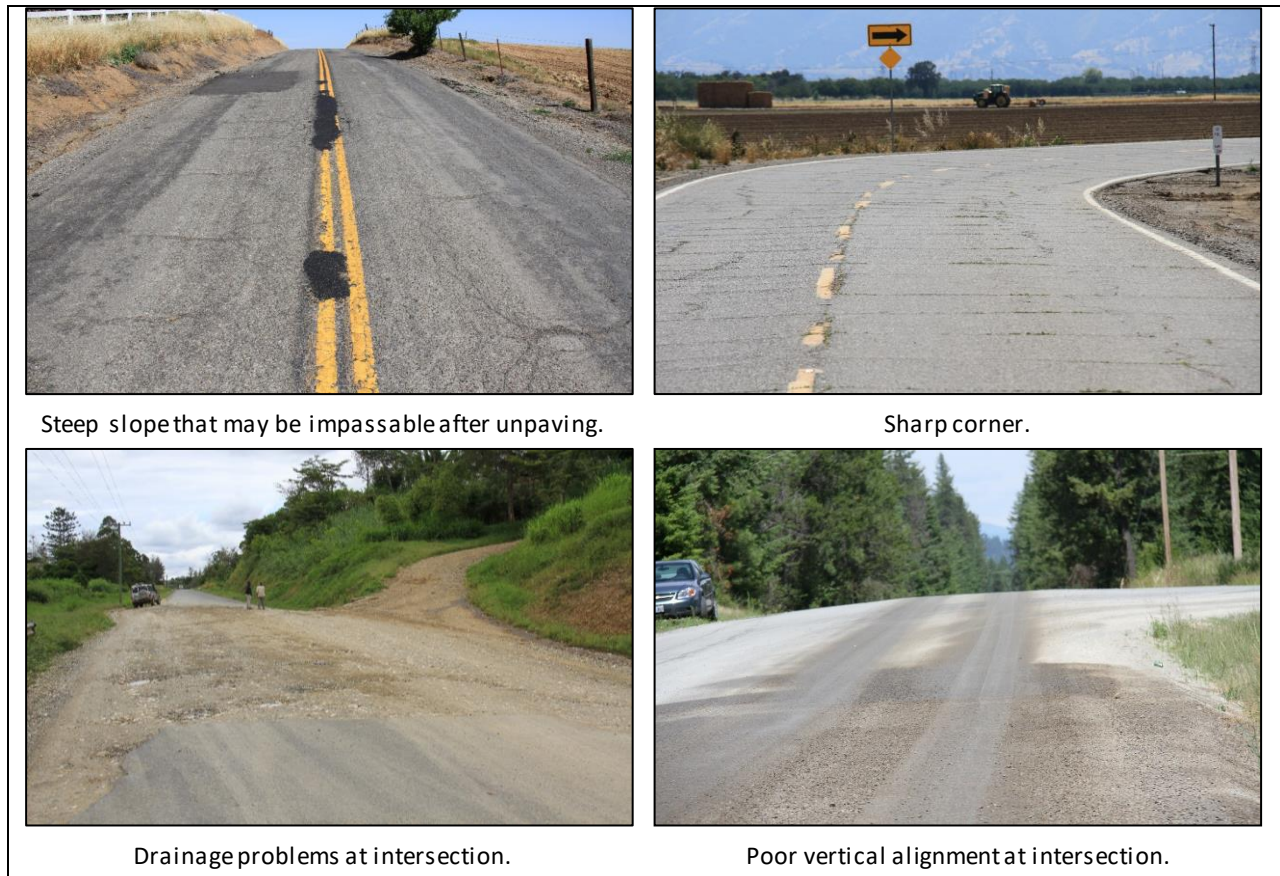 Steep slope that may be impassable after unpaving.
Sharp corner.
Drainage problems at intersection.
Poor vertical alignment at intersection.